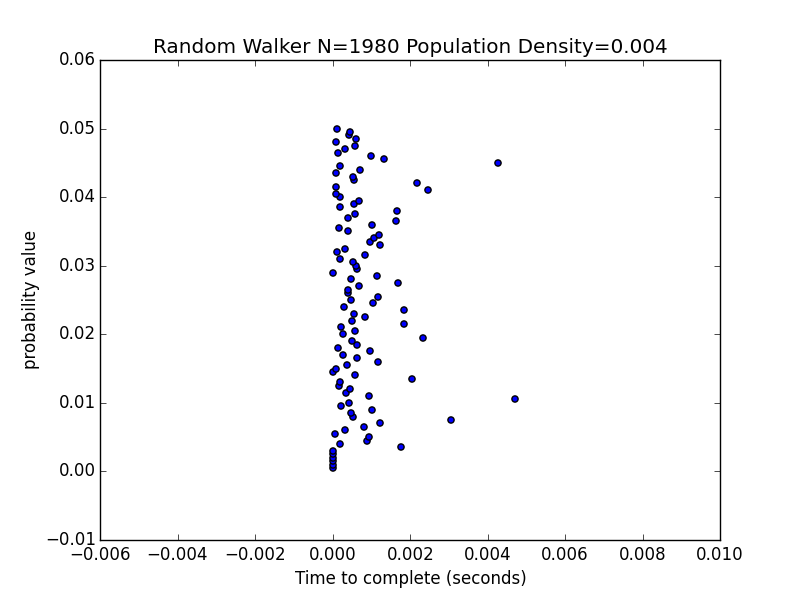 Random Walker N=1980 Population Density=0.004
0.06
0.05
0.04
0.03
0.02
0.01
0.00
−0.01
probability value
−0.006 −0.004 −0.002 0.000 0.002 0.004 0.006 0.008 0.010
Time to complete (seconds)